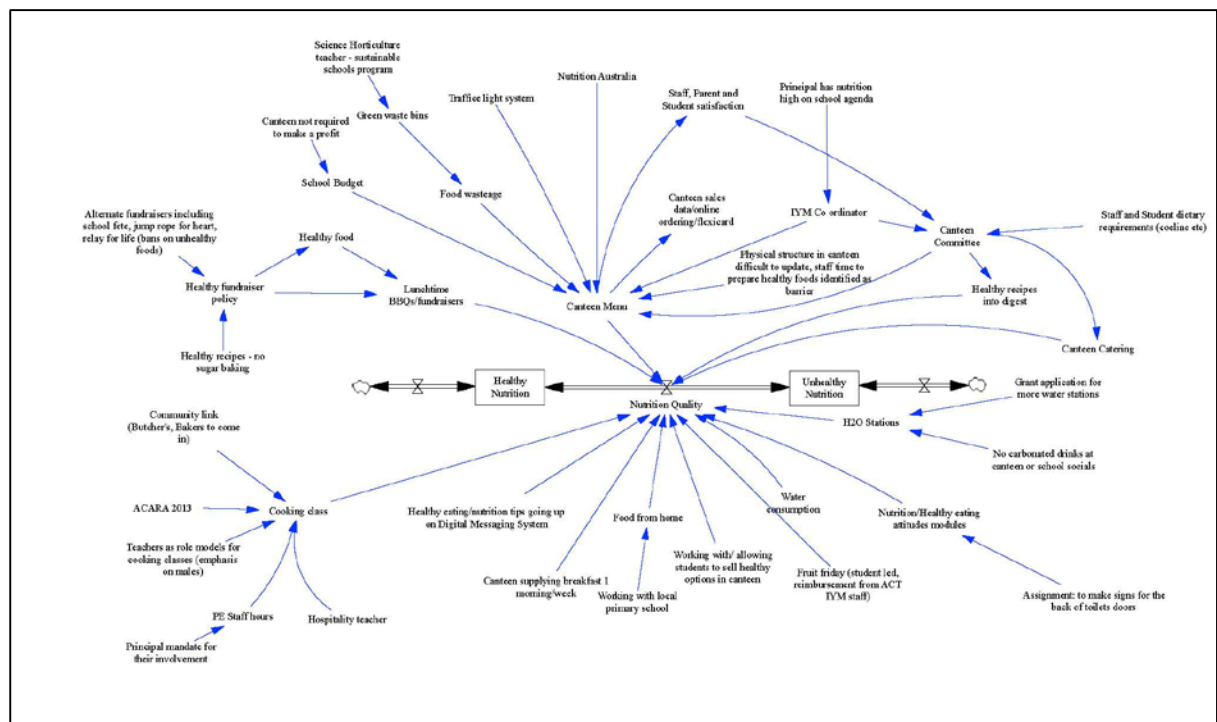 Science Horticulture
teacher - sustainable
schools program
Nutrition Australia
Traffice light system
Staff, Parent and
Student satisfaction
Principal has nutrition
high on school agenda
Green waste bins
Canteen not required
to make a profit
School Budget
Food wasteage
Canteen sales
data/online
ordering/flexicard
IYM Co ordinator
Canteen
Committee
Staff and Student dietary
requirements (coeline etc)
Alternate fundraisers including
school fete, jump rope for heart,
relay for life (bans on unhealthy
foods)
Healthy food
Physical structure in canteen
difficult to update, staff time to
prepare healthy foods identified as
barrier
Healthy fundraiser
policy
Lunchtime
BBQs/fundraisers
Canteen Menu
Healthy recipes
into digest
Canteen Catering
Healthy recipes - no
sugar baking
Healthy
Nutrition
Unhealthy
Nutrition
Nutrition Quality
Grant application for
more water stations
H2O Stations
No carbonated drinks at
canteen or school socials
Community link
(Butcher's, Bakers to come
in)
ACARA 2013
Cooking class
Teachers as role models for
cooking classes (emphasis
on males)
PE Staff hours
Hospitality teacher
Principal mandate for
their involvement
Healthy eating/nutrition tips going up
on Digital Messaging System
Canteen supplying breakfast 1
morning/week
Food from home
Working with local
primary school
Working with/ allowing
students to sell healthy
options in canteen
Water
consumption
Fruit friday (student led,
reimbursement from ACT
IYM staff)
Nutrition/Healthy eating
attitudes modules
Assignment: to make signs for the
back of toilets doors